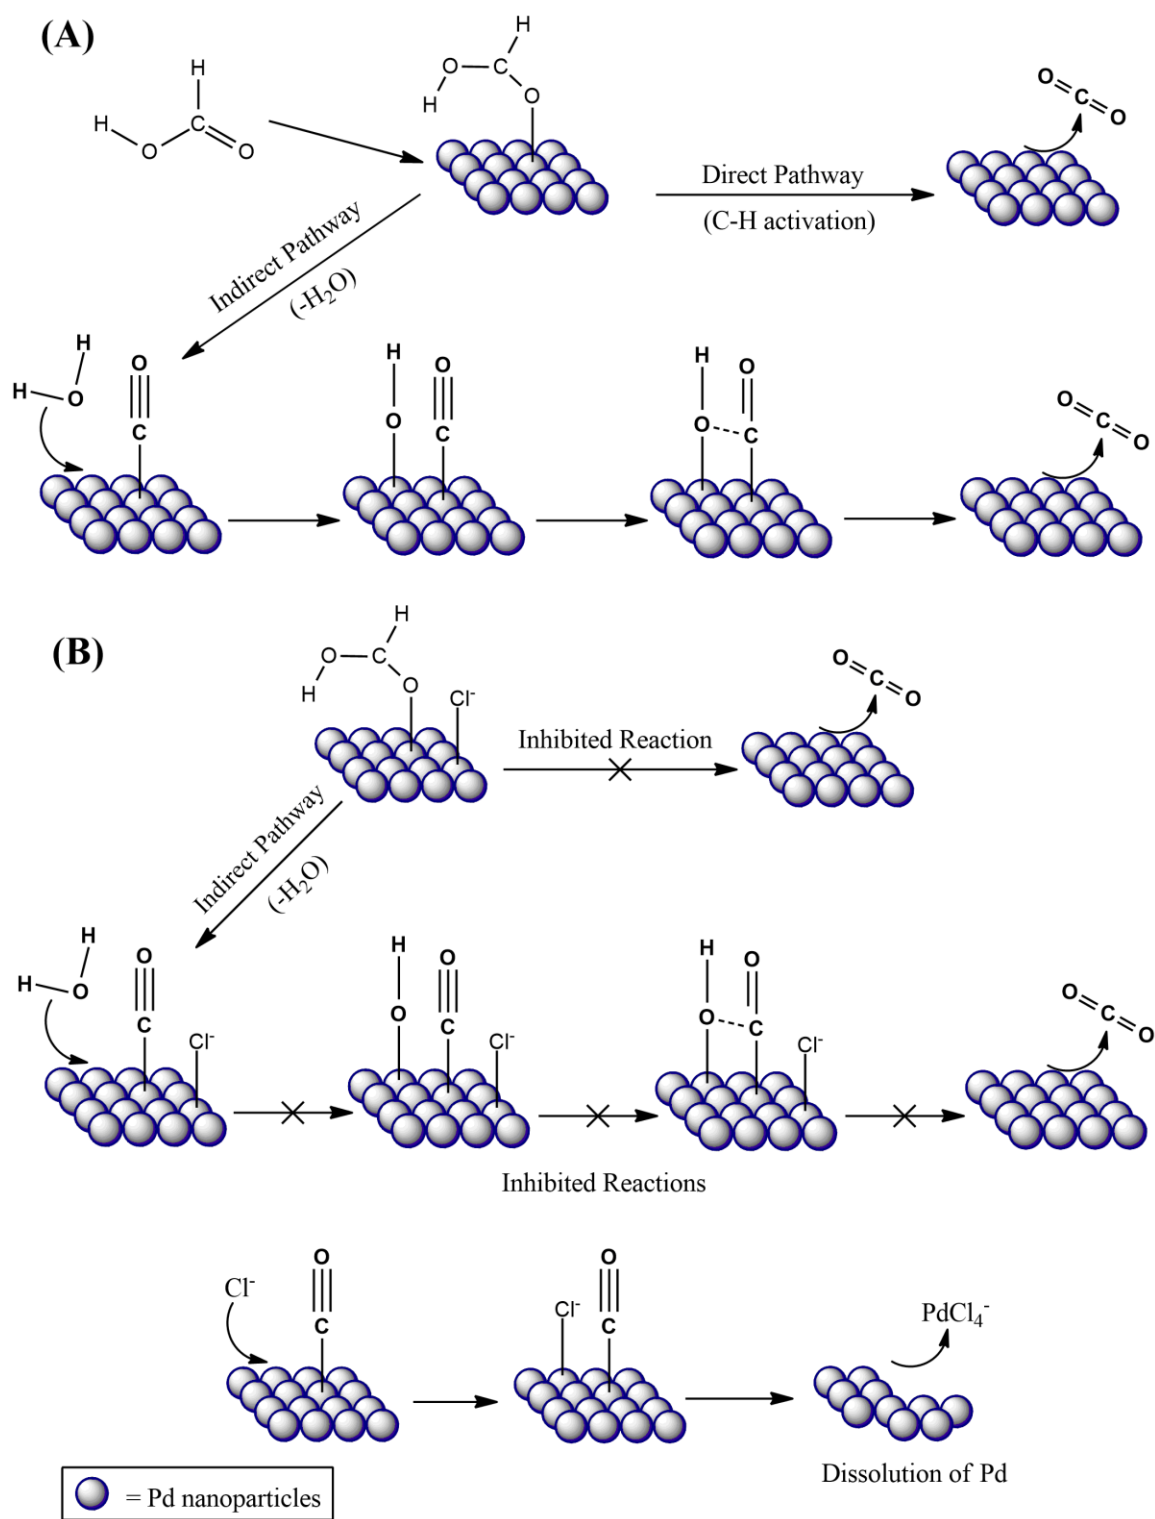 (A)
H
H
O
C
O
H
O
C
H
O
O
C
O
Direct Pathway
(C-H activation)
Indirect Pathway
(-H₂O)
H
H
O
O
C
H
O
O
C
H
O
O
C
O
C
O
(B)
H
O
C
H
O
Cl⁻
Inhibited Reaction
O
C
O
Indirect Pathway
(-H₂O)
H
H
O
O
C
Cl⁻
H
O
O
C
Cl⁻
H
O
O
C
Cl⁻
O
C
O
Inhibited Reactions
Cl⁻
O
C
Cl⁻
O
C
PdCl₄⁻
Dissolution of Pd
= Pd nanoparticles